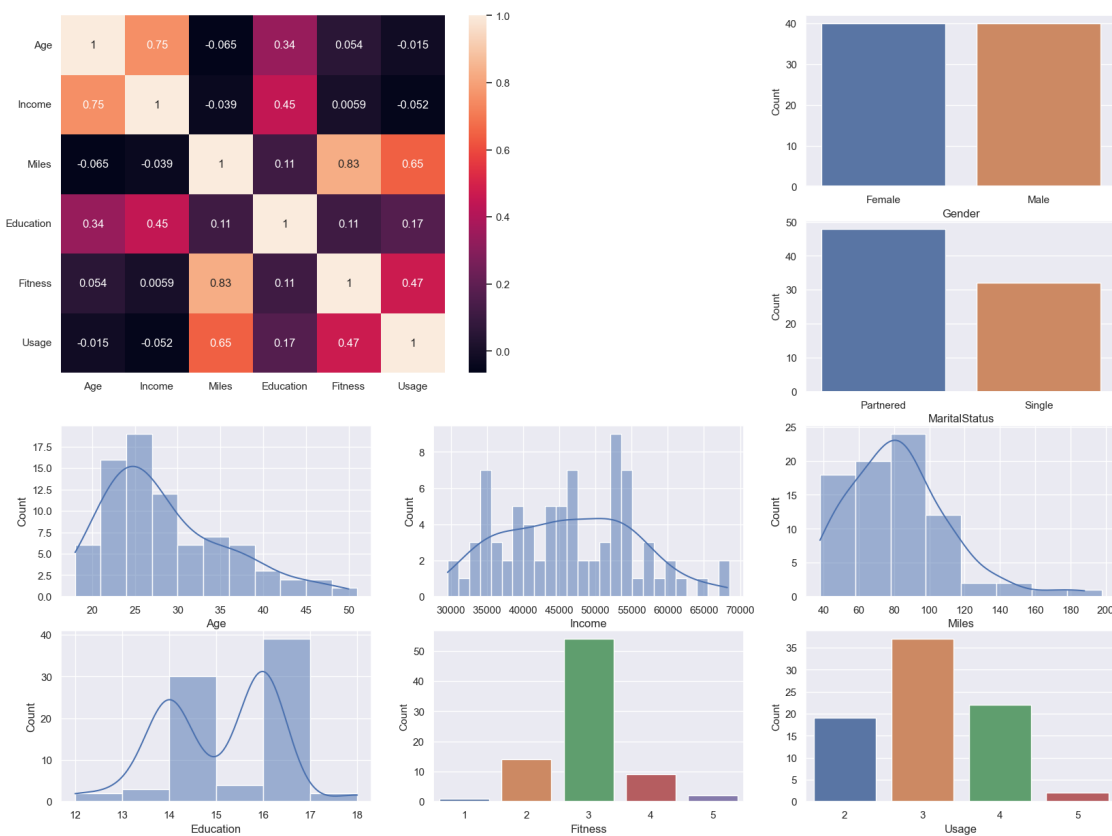 1.0
Age 1 0.75 -0.065 0.34 0.054 -0.015
0.8
Income 0.75 1 -0.039 0.45 0.0059 -0.052
0.6
Miles -0.065 -0.039 1 0.11 0.83 0.65
0.4
Education 0.34 0.45 0.11 1 0.11 0.17
0.2
Fitness 0.054 0.0059 0.83 0.11 1 0.47
0.0
Usage -0.015 -0.052 0.65 0.17 0.47 1
Age Income Miles Education Fitness Usage
40
35
30
25
20
15
10
5
0
Count
Female Male
Gender
50
40
30
20
10
0
Count
Partnered Single
MaritalStatus
17.5
15.0
12.5
10.0
7.5
5.0
2.5
0.0
Count
20 25 30 35 40 45 50
Age
8
6
4
2
0
Count
30000 35000 40000 45000 50000 55000 60000 65000 70000
Income
25
20
15
10
5
0
Count
40 60 80 100 120 140 160 180 200
Miles
40
30
20
10
0
Count
12 13 14 15 16 17 18
Education
50
40
30
20
10
0
Count
1 2 3 4 5
Fitness
35
30
25
20
15
10
5
0
Count
2 3 4 5
Usage